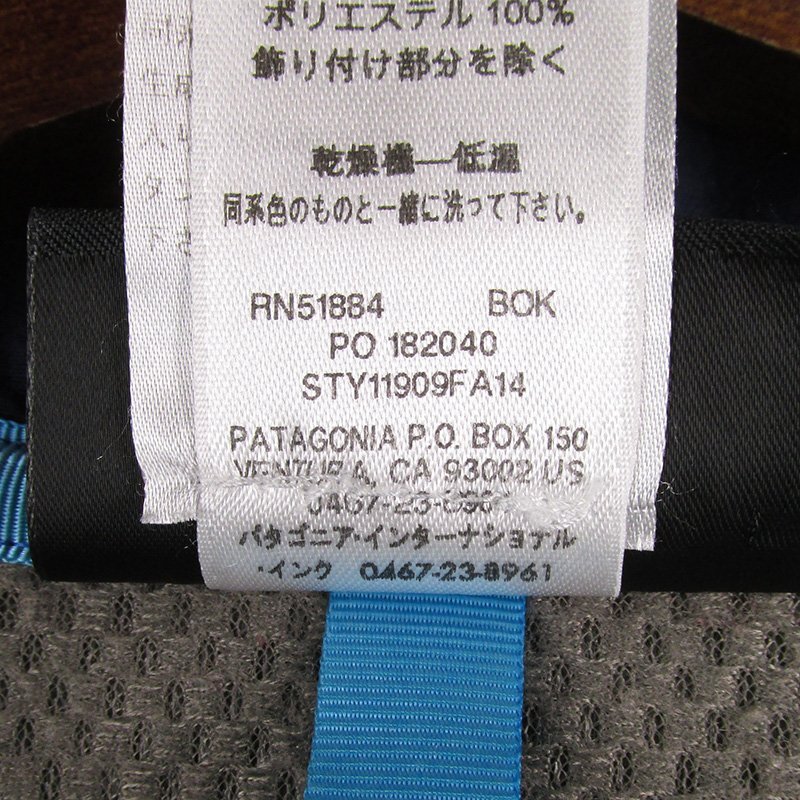 ポリエステル 100%
飾り付け部分を除く
乾燥機—低温
同系色のものと一緒に洗って下さい。
RN51884 BOK
PO 182040
STY11909FA14
PATAGONIA P.O. BOX 150
VENTURA, CA 93002 US
パタゴニア・インターナショナル
・インク 0467-23-8961